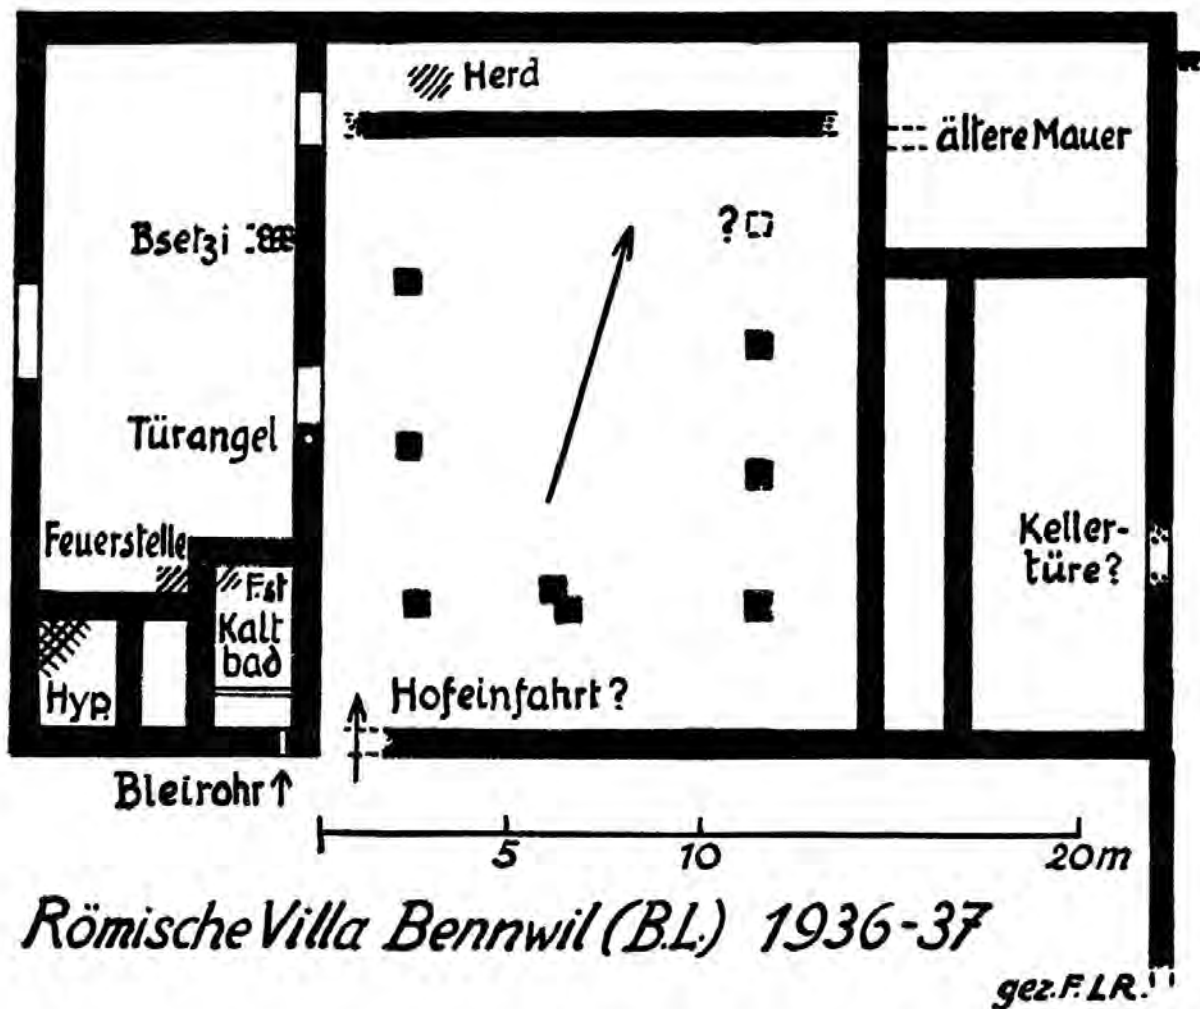 Herd
ältere Mauer
Bsetzi
?
Türangel
Feuerstelle
F.st
Kalt
bad
Hyp.
Keller-
türe?
Hofeinfahrt?
Bleirohr↑
5 10 20m
Römische Villa Bennwil (B.L.) 1936-37
gez. F. L R.